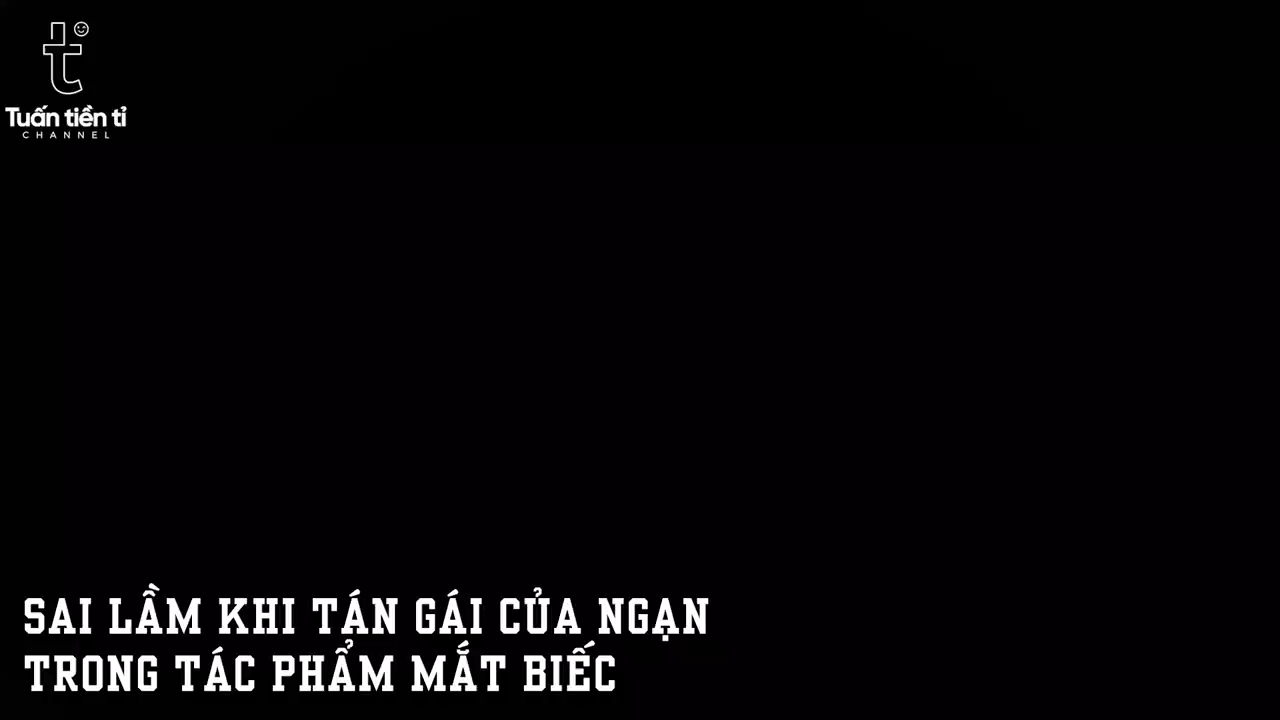 t
Tuấn tiền tỉ
CHANNEL
SAI LẦM KHI TÁN GÁI CỦA NGẠN
TRONG TÁC PHẨM MẮT BIẾC